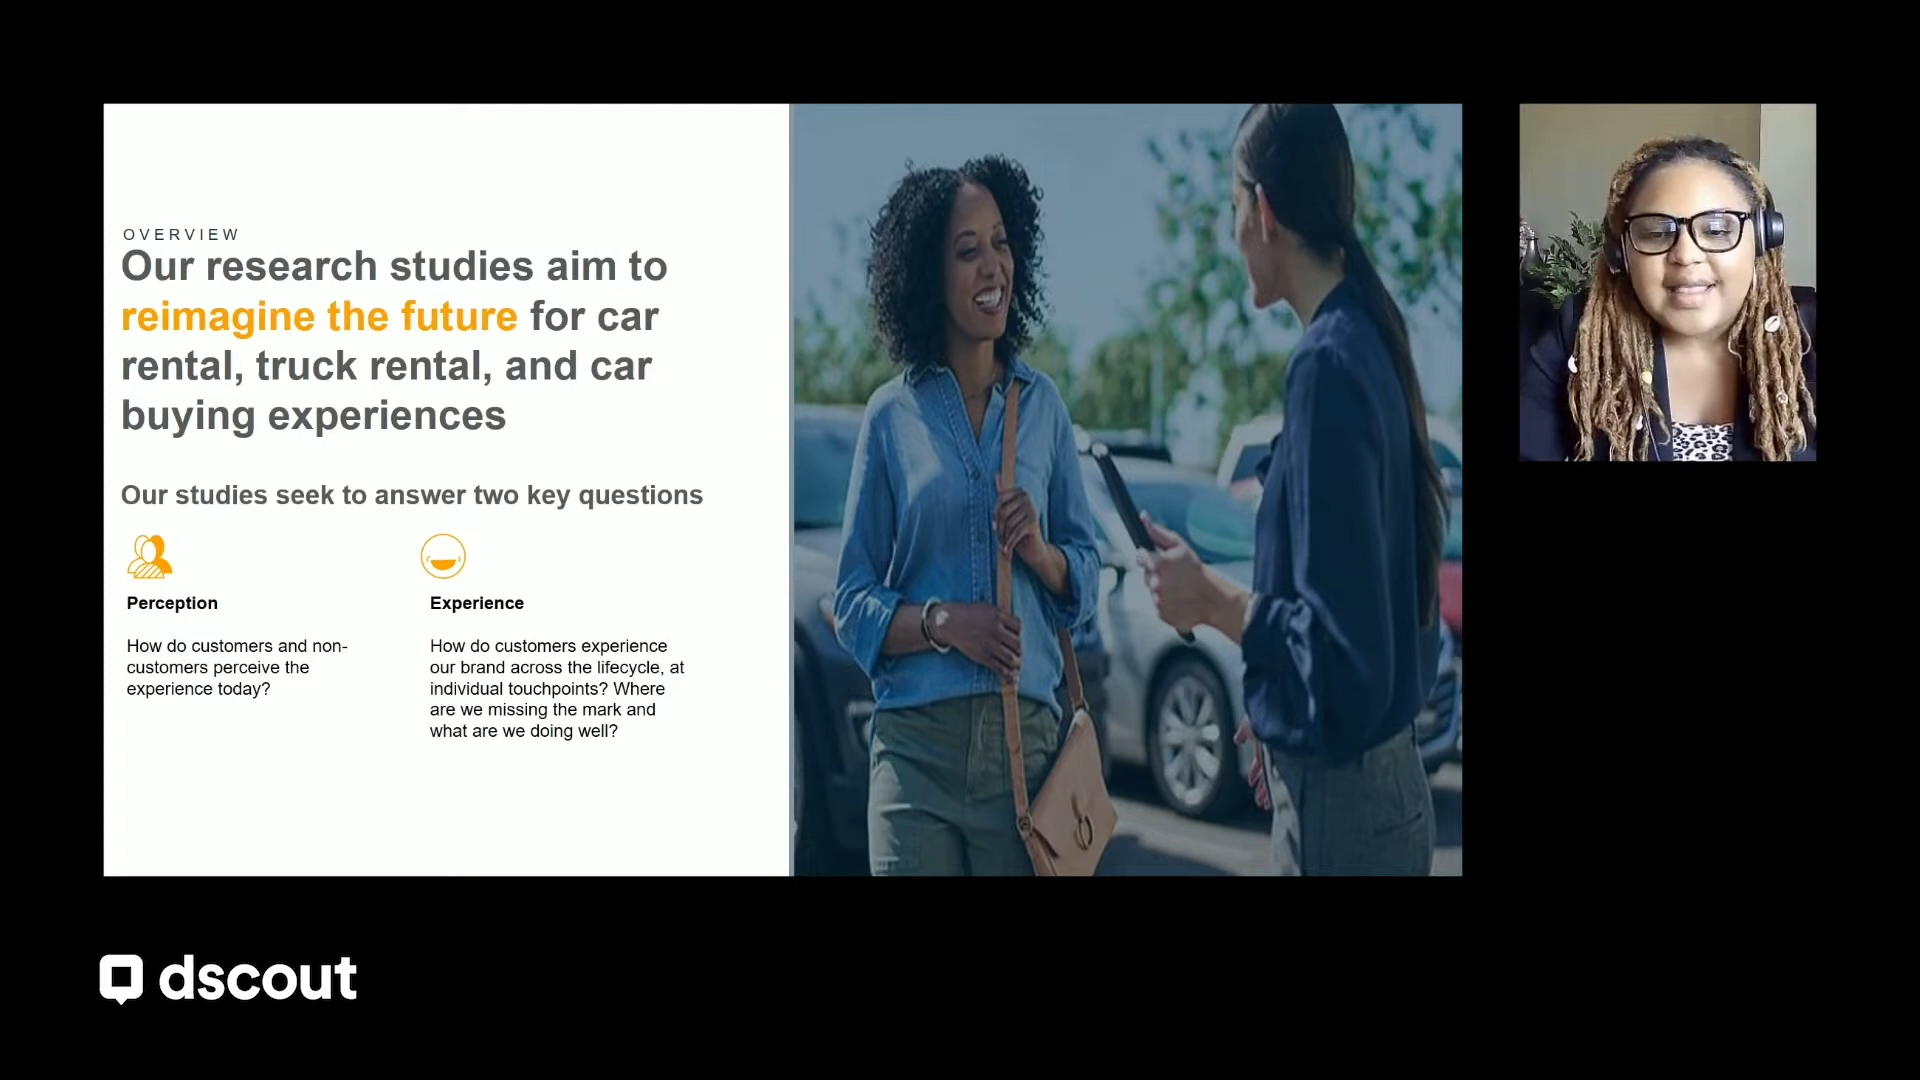 OVERVIEW
Our research studies aim to
reimagine the future for car
rental, truck rental, and car
buying experiences
Our studies seek to answer two key questions
Perception
How do customers and non-
customers perceive the
experience today?
Experience
How do customers experience
our brand across the lifecycle, at
individual touchpoints? Where
are we missing the mark and
what are we doing well?
dscout